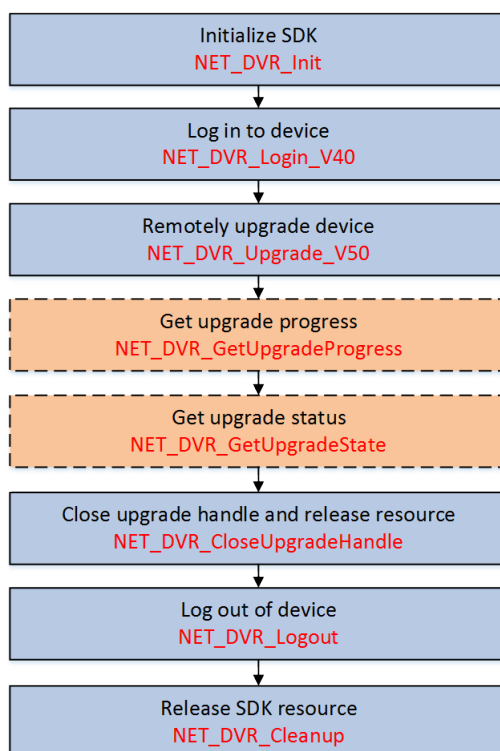 Initialize SDK
NET_DVR_Init
Log in to device
NET_DVR_Login_V40
Remotely upgrade device
NET_DVR_Upgrade_V50
Get upgrade progress
NET_DVR_GetUpgradeProgress
Get upgrade status
NET_DVR_GetUpgradeState
Close upgrade handle and release resource
NET_DVR_CloseUpgradeHandle
Log out of device
NET_DVR_Logout
Release SDK resource
NET_DVR_Cleanup